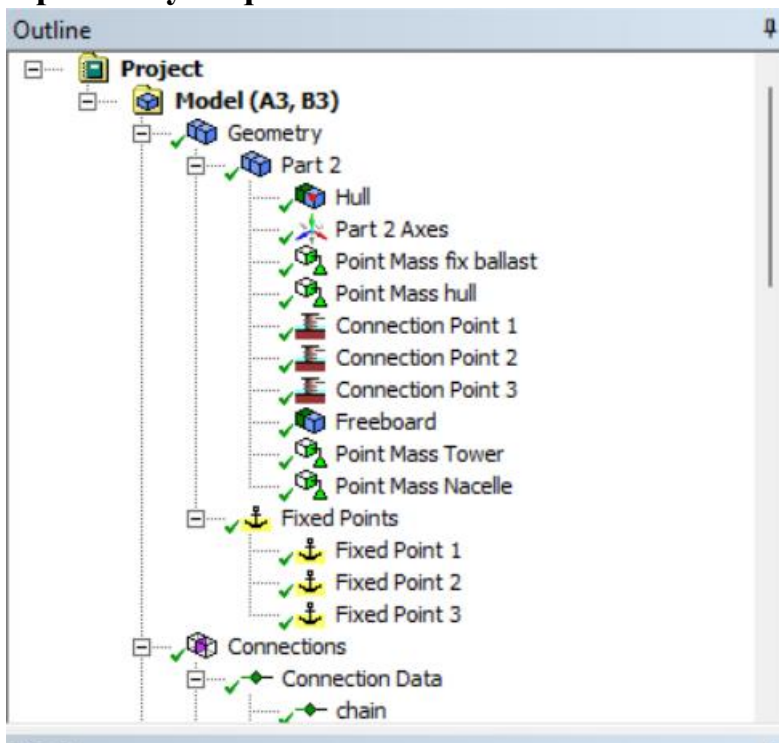 Outline
Project
Model (A3, B3)
Geometry
Part 2
Hull
Part 2 Axes
Point Mass fix ballast
Point Mass hull
Connection Point 1
Connection Point 2
Connection Point 3
Freeboard
Point Mass Tower
Point Mass Nacelle
Fixed Points
Fixed Point 1
Fixed Point 2
Fixed Point 3
Connections
Connection Data
chain